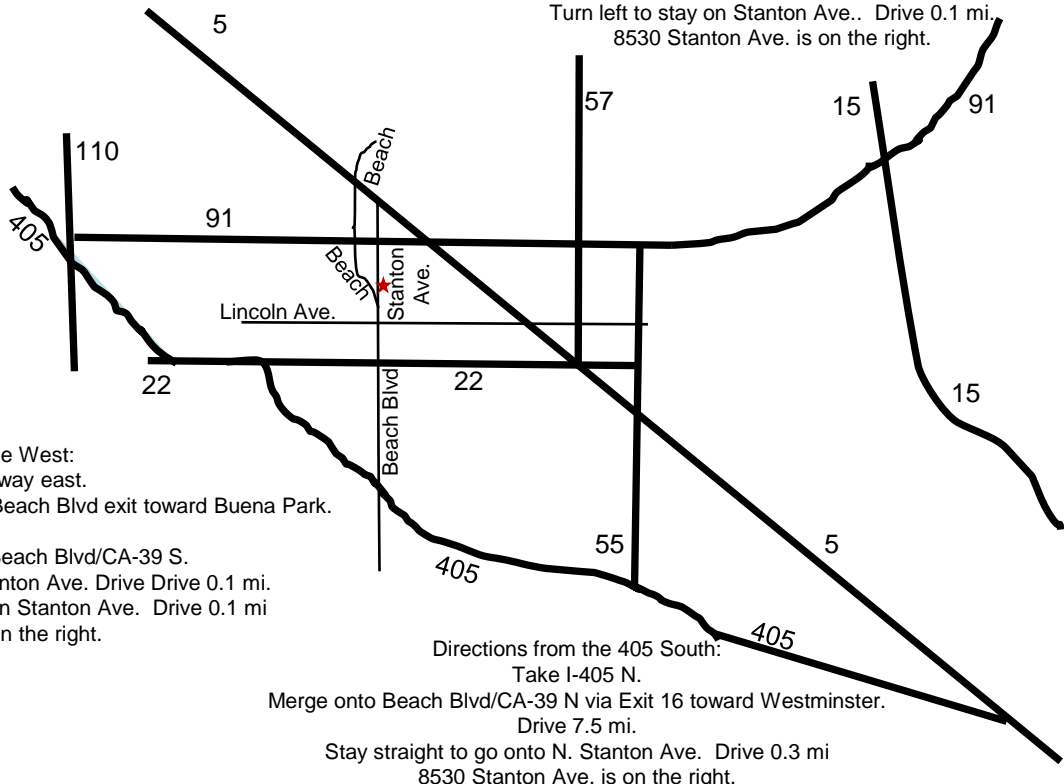 Turn left to stay on Stanton Ave.. Drive 0.1 mi.
8530 Stanton Ave. is on the right.
5
57
15
91
110
405
91
Beach
Beach
Stanton
Ave.
Lincoln Ave.
22
22
Beach Blvd
15
e West:
way east.
Beach Blvd exit toward Buena Park.
Beach Blvd/CA-39 S.
nton Ave. Drive Drive 0.1 mi.
n Stanton Ave. Drive 0.1 mi
n the right.
55
5
405
405
Directions from the 405 South:
Take I-405 N.
Merge onto Beach Blvd/CA-39 N via Exit 16 toward Westminster.
Drive 7.5 mi.
Stay straight to go onto N. Stanton Ave. Drive 0.3 mi
8530 Stanton Ave. is on the right.